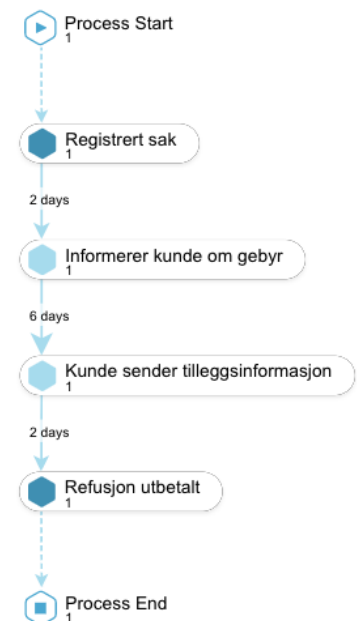 Process Start
1
Registrert sak
1
2 days
Informerer kunde om gebyr
1
6 days
Kunde sender tilleggsinformasjon
1
2 days
Refusjon utbetalt
1
Process End
1